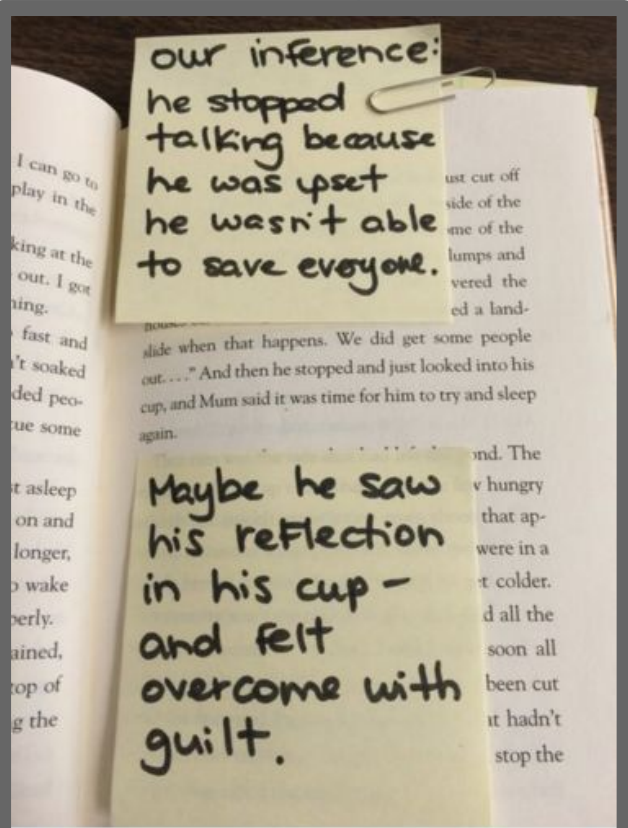 our inference:
he stopped
talking because
he was upset
he wasn't able
to save everyone.
I can go to
play in the
king at the
out. I got
ning.
fast and
't soaked
ded peo-
ue some
t asleep
on and
longer,
wake
perly.
ained,
top of
g the
ust cut off
side of the
me of the
lumps and
vered the
ed a land-
slide when that happens. We did get some people
out. . . ." And then he stopped and just looked into his
cup, and Mum said it was time for him to try and sleep
again.
Maybe he saw
his reflection
in his cup –
and felt
overcome with
guilt.
ond. The
w hungry
that ap-
were in a
t colder.
d all the
soon all
been cut
it hadn't
stop the